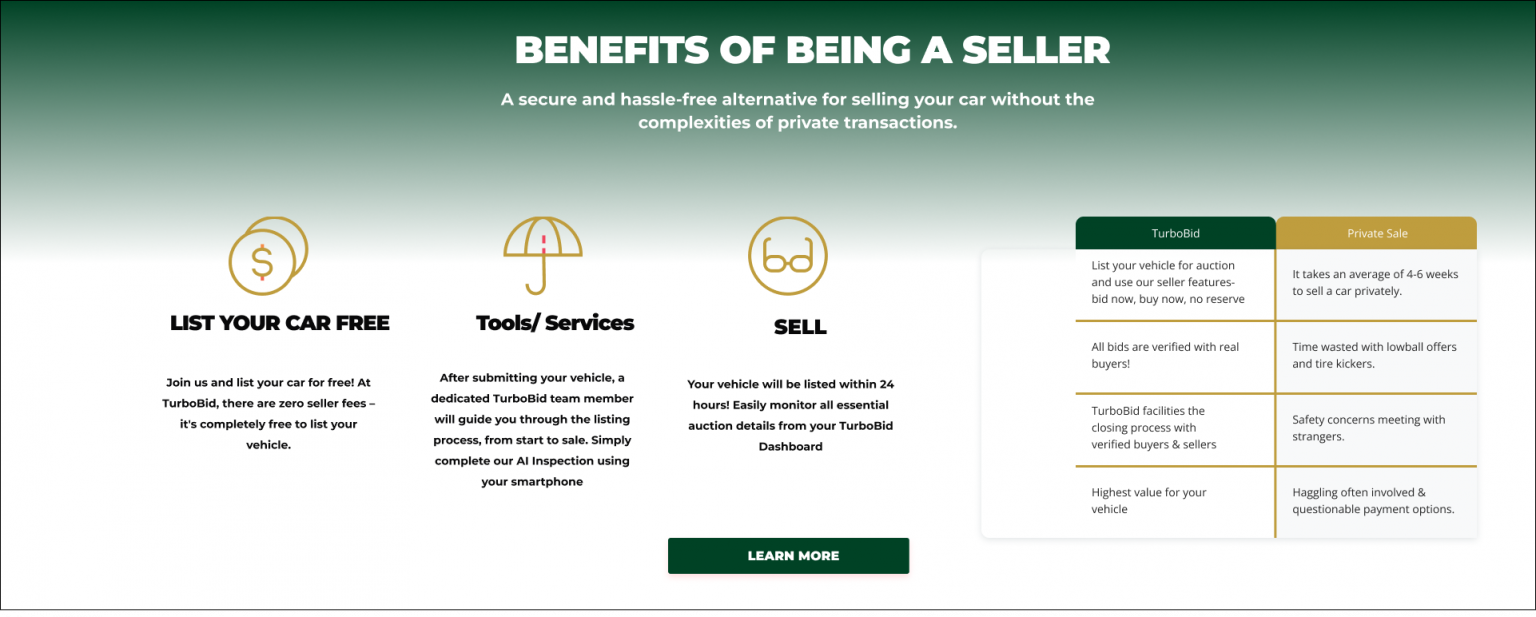 BENEFITS OF BEING A SELLER
A secure and hassle-free alternative for selling your car without the
complexities of private transactions.
$
LIST YOUR CAR FREE
Join us and list your car for free! At
TurboBid, there are zero seller fees –
it's completely free to list your
vehicle.
Tools/ Services
After submitting your vehicle, a
dedicated TurboBid team member
will guide you through the listing
process, from start to sale. Simply
complete our AI Inspection using
your smartphone
SELL
Your vehicle will be listed within 24
hours! Easily monitor all essential
auction details from your TurboBid
Dashboard
LEARN MORE
TurboBid
Private Sale
List your vehicle for auction
and use our seller features-
bid now, buy now, no reserve
It takes an average of 4-6 weeks
to sell a car privately.
All bids are verified with real
buyers!
Time wasted with lowball offers
and tire kickers.
TurboBid facilities the
closing process with
verified buyers & sellers
Safety concerns meeting with
strangers.
Highest value for your
vehicle
Haggling often involved &
questionable payment options.